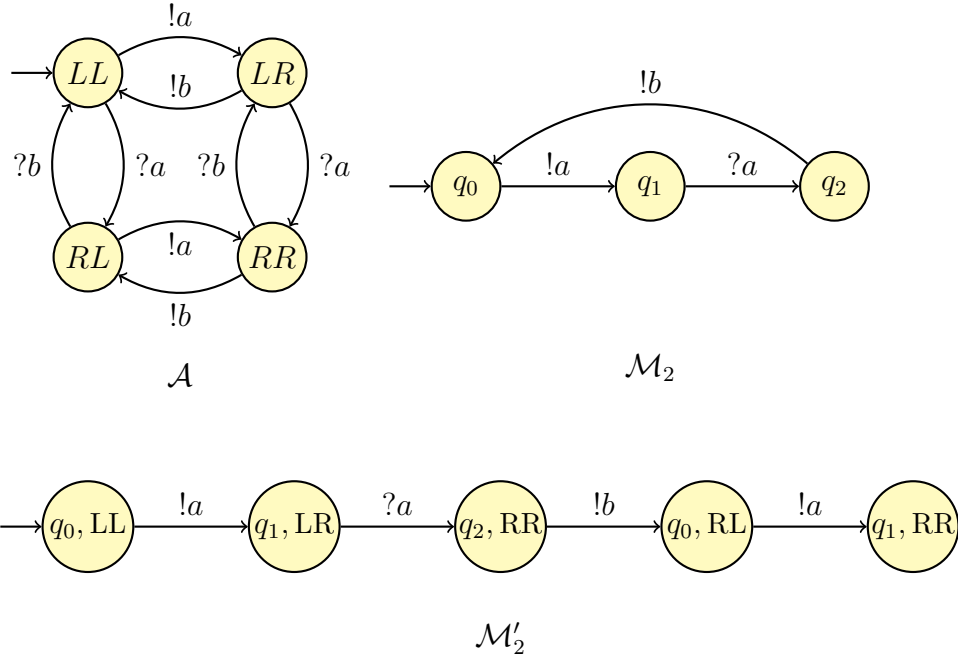 !a
LL
LR
!b
?b
?a
?b
?a
RL
!a
RR
!b
𝒜
!b
q₀
!a
q₁
?a
q₂
ℳ₂
q₀, LL
!a
q₁, LR
?a
q₂, RR
!b
q₀, RL
!a
q₁, RR
ℳ′₂